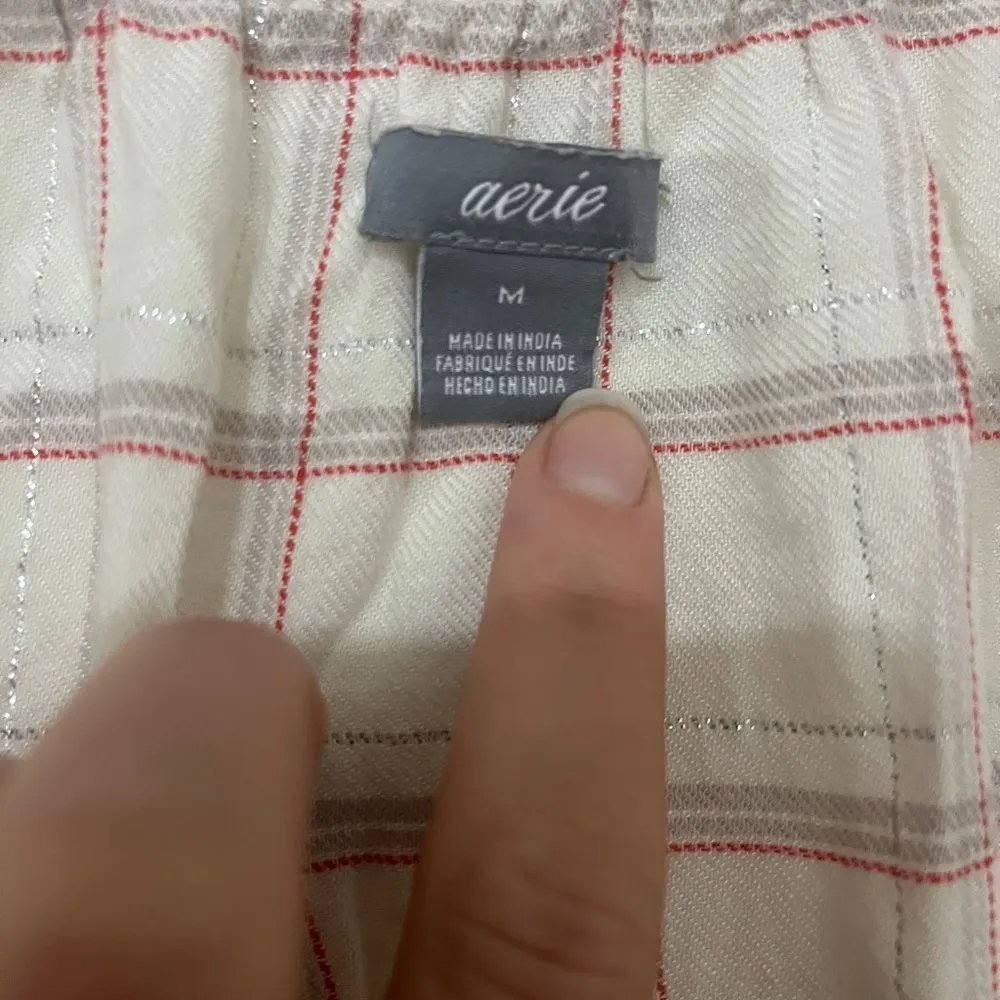 aerie
M
MADE IN INDIA
FABRIQUÉ EN INDE
HECHO EN INDIA